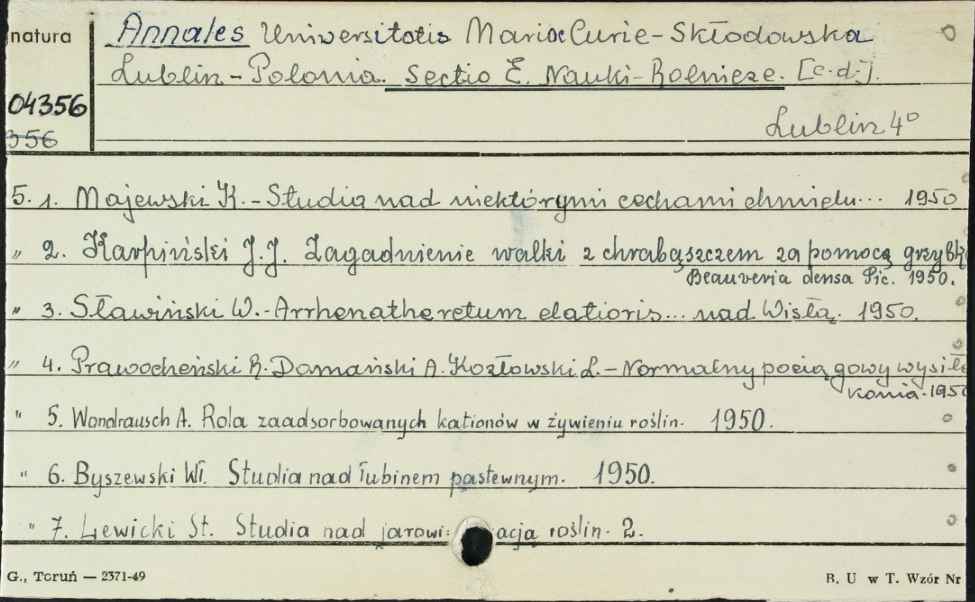 natura
Annales Universitatis Mariae Curie-Skłodowska
Lublin-Polonia. Sectio E. Nauki-Rolnicze. [c.d.].
04356
356
Lublin 4°
5. 1. Majewski K. - Studia nad niektórymi cechami chmielu... 1950
„ 2. Karpiński J.J. Zagadnienie walki z chrabąszczem za pomocą grzybk
Beauveria densa Pic. 1950.
„ 3. Sławiński W. - Arrhenatheretum elatioris... nad Wisłą. 1950.
„ 4. Prawocheński R. Domański A. Kozłowski L. - Normalny pociągowy wysiłe
konia. 1950
„ 5. Wondrausch A. Rola zaadsorbowanych kationów w żywieniu roślin. 1950.
„ 6. Byszewski Wł. Studia nad łubinem pastewnym. 1950.
„ 7. Lewicki St. Studia nad jarowi acją roślin. 2.
G., Toruń — 2371-49
B. U w T. Wzór Nr